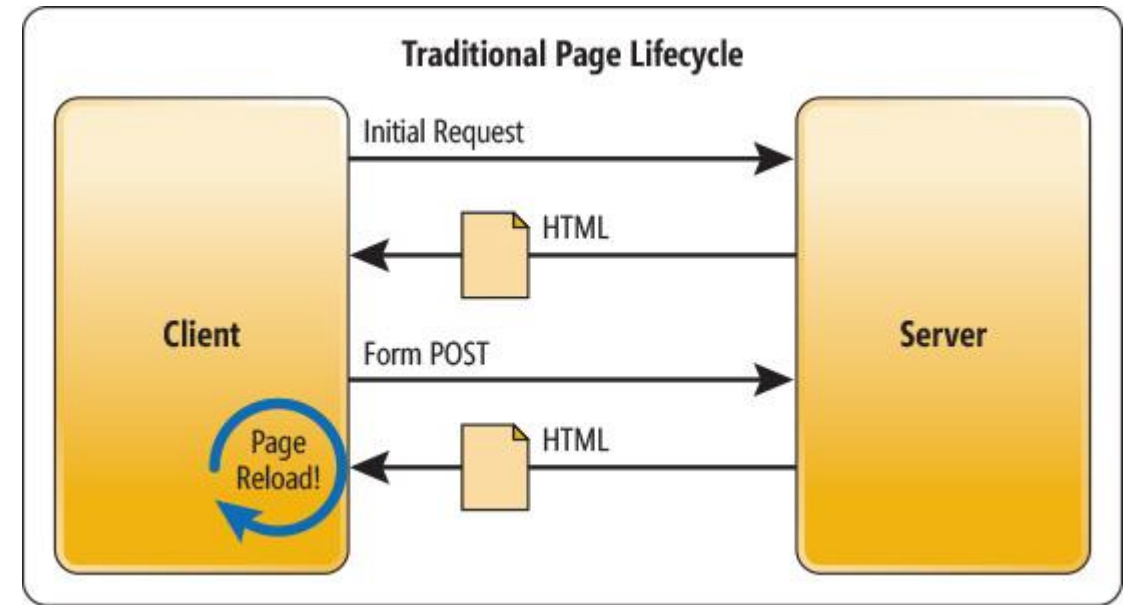 Traditional Page Lifecycle
Initial Request
HTML
Client
Server
Form POST
HTML
Page
Reload!